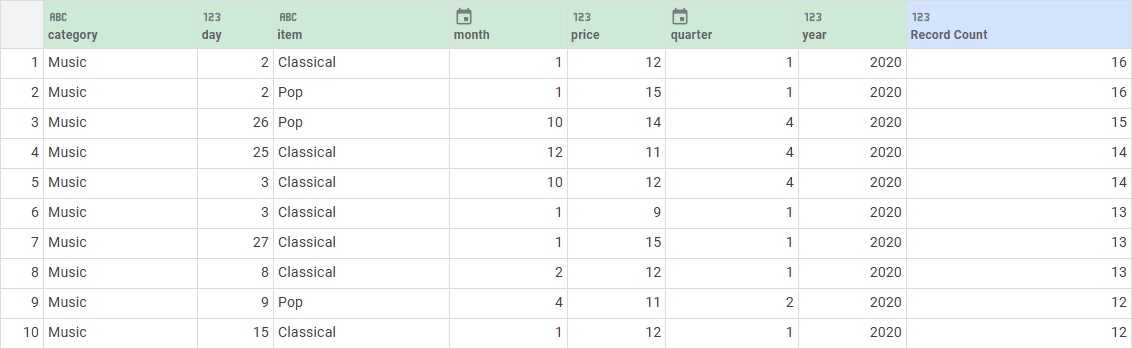 ABC 123 ABC 123 123 123
category day item month price quarter year Record Count
1 Music 2 Classical 1 12 1 2020 16
2 Music 2 Pop 1 15 1 2020 16
3 Music 26 Pop 10 14 4 2020 15
4 Music 25 Classical 12 11 4 2020 14
5 Music 3 Classical 10 12 4 2020 14
6 Music 3 Classical 1 9 1 2020 13
7 Music 27 Classical 1 15 1 2020 13
8 Music 8 Classical 2 12 1 2020 13
9 Music 9 Pop 4 11 2 2020 12
10 Music 15 Classical 1 12 1 2020 12